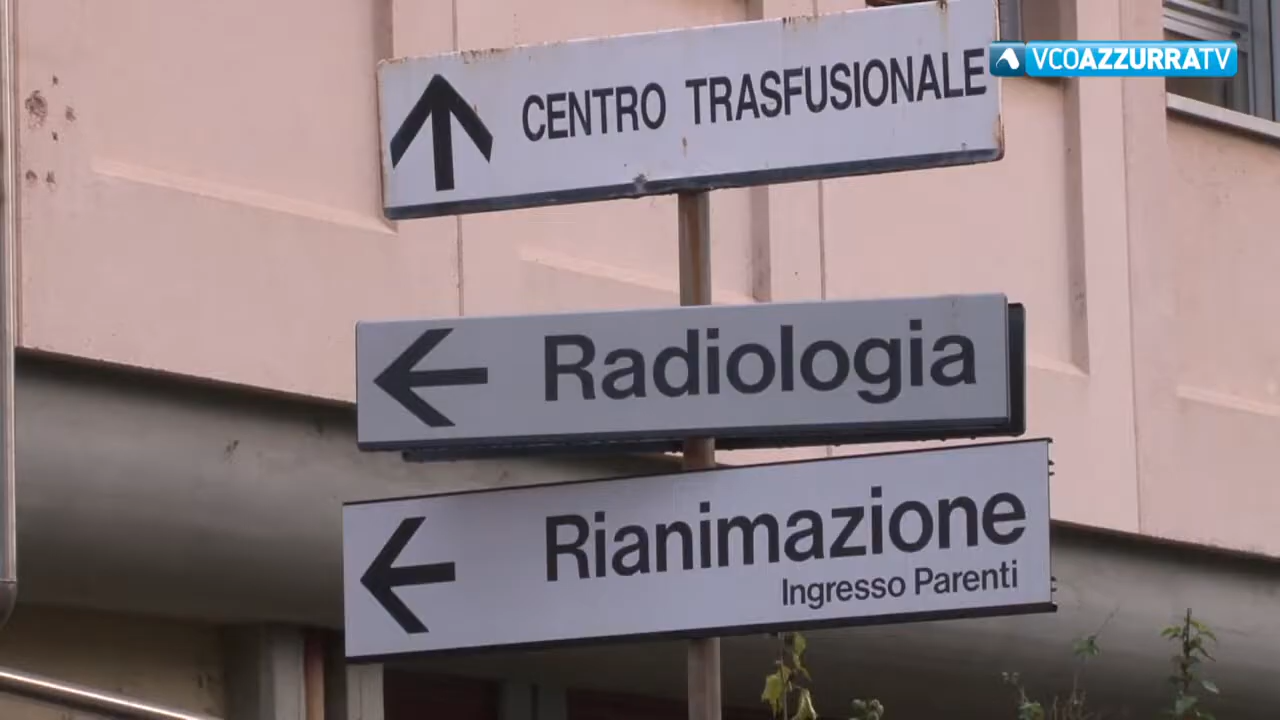 VCOAZZURRATV
CENTRO TRASFUSIONALE
Radiologia
Rianimazione
Ingresso Parenti